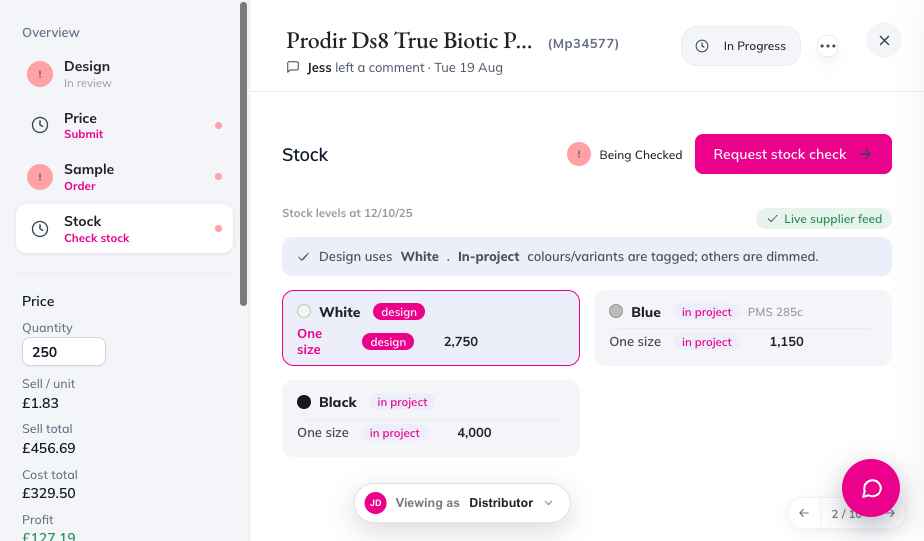 Overview
!
Design
In review
Price
Submit
!
Sample
Order
Stock
Check stock
Price
Quantity
250
Sell / unit
£1.83
Sell total
£456.69
Cost total
£329.50
Profit
£127.19
Prodir Ds8 True Biotic P... (Mp34577)
Jess left a comment · Tue 19 Aug
In Progress
Stock
! Being Checked
Request stock check
Stock levels at 12/10/25
Live supplier feed
Design uses White . In-project colours/variants are tagged; others are dimmed.
White design
One size design 2,750
Blue in project PMS 285c
One size in project 1,150
Black in project
One size in project 4,000
JD Viewing as Distributor
2 /